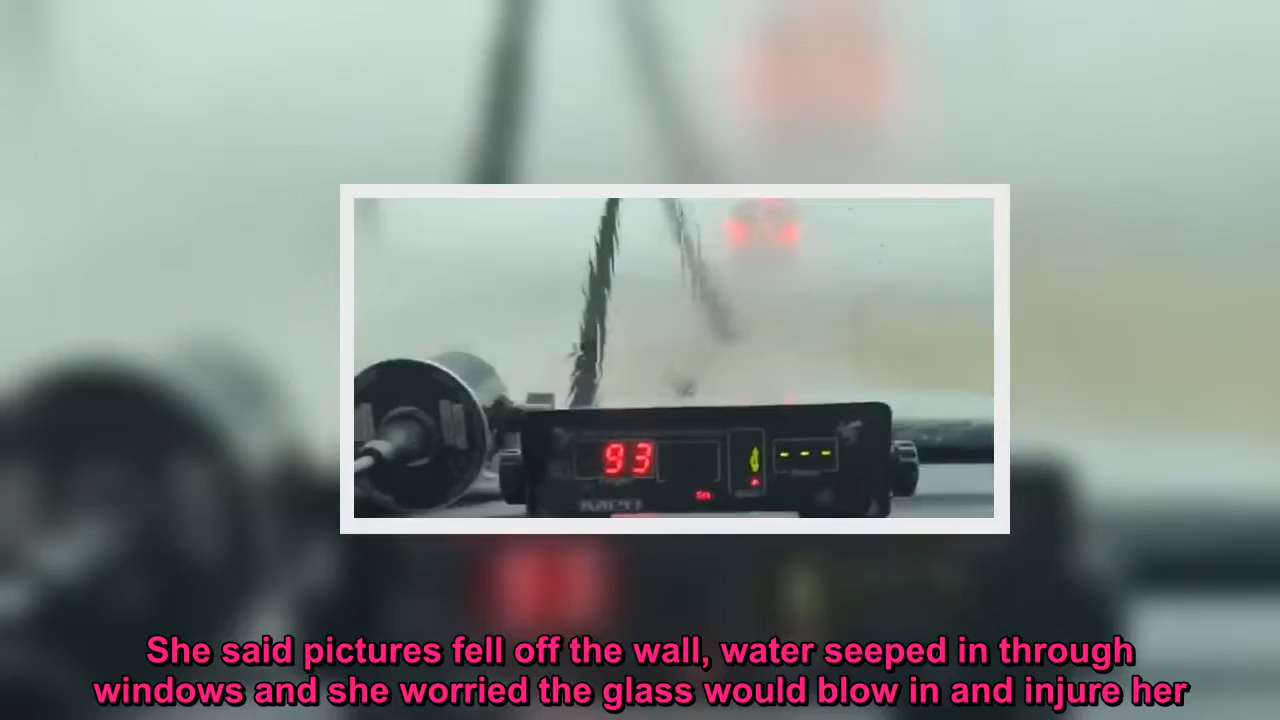 93
- - -
She said pictures fell off the wall, water seeped in through
windows and she worried the glass would blow in and injure her